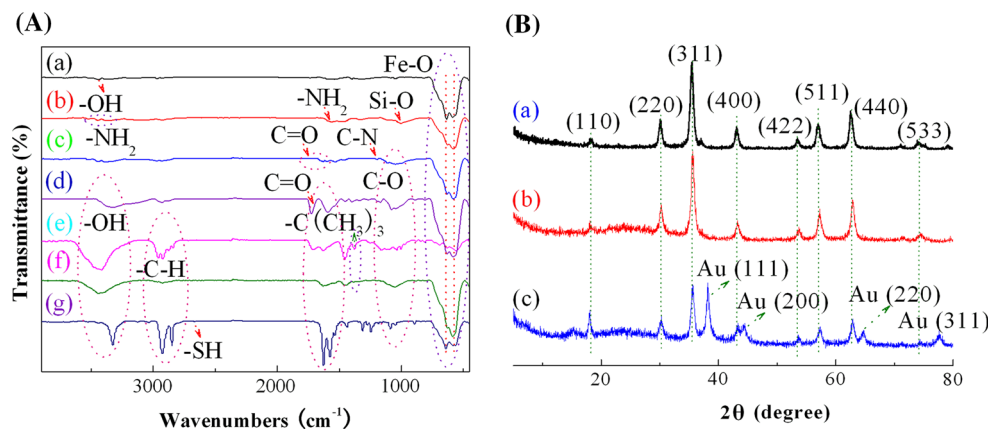 (A)
(a)
Fe-O
-OH
(b)
-NH₂
Si-O
-NH₂
(c)
C=O
C-N
(d)
C=O
C-O
(e)
-OH
-C(CH₃)₃
(f)
-C-H
(g)
-SH
Transmittance (%)
3000
2000
1000
Wavenumbers (cm⁻¹)
(B)
(311)
(a)
(110)
(220)
(400)
(422)
(511)
(440)
(533)
(b)
(c)
Au (111)
Au (200)
Au (220)
Au (311)
20
40
60
80
2θ (degree)